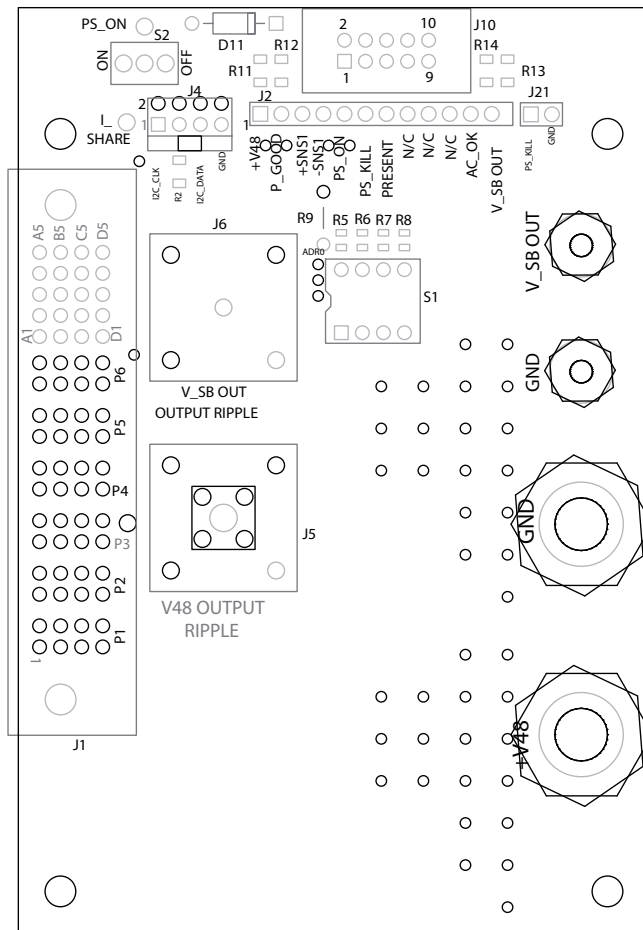 PS_ON
S2
ON
OFF
D11
R11
R12
2
10
J10
1
9
R14
R13
J4
2
1
I_
SHARE
I2C_CLK
R2
I2C_DATA
GND
J2
1
+V48
P_GOOD
+SNS1
-SNS1
PS_ON
PS_KILL
PRESENT
N/C
N/C
N/C
AC_OK
V_SB OUT
J21
PS_KILL
GND
A5
B5
C5
D5
A1
D1
J6
R9
R5
R6
R7
R8
ADR0
S1
V_SB OUT
GND
V_SB OUT
OUTPUT RIPPLE
P6
P5
P4
P3
P2
P1
1
J1
J5
V48 OUTPUT
RIPPLE
GND
+V48